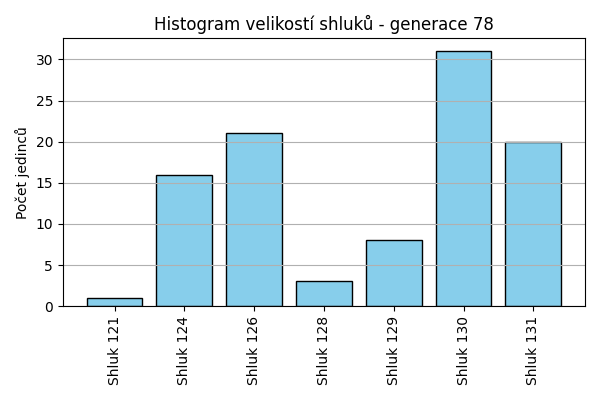 Histogram velikostí shluků - generace 78
Počet jedinců
30
25
20
15
10
5
0
Shluk 121
Shluk 124
Shluk 126
Shluk 128
Shluk 129
Shluk 130
Shluk 131